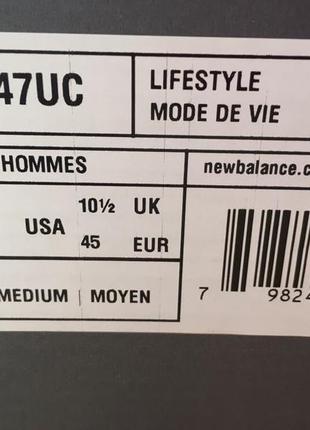 47UC
LIFESTYLE
MODE DE VIE
HOMMES
newbalance.c
USA
10½ UK
45 EUR
MEDIUM | MOYEN
7 9824